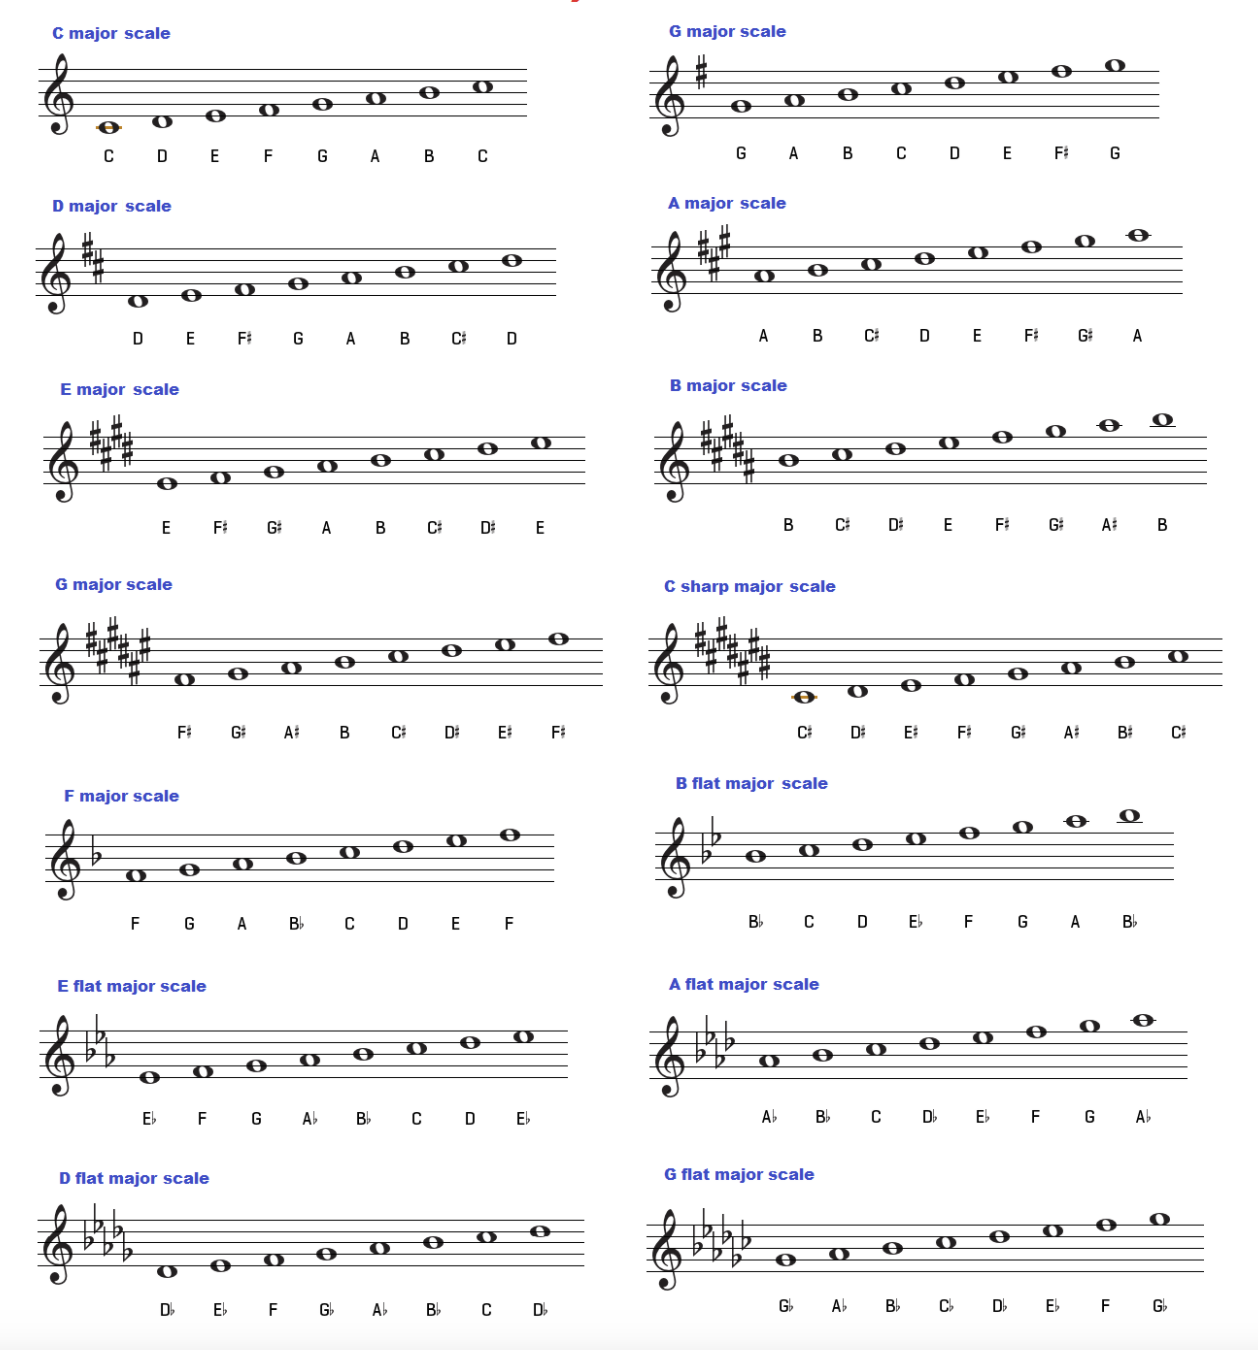 C major scale
G major scale
C D E F G A B C
G A B C D E F♯ G
D major scale
A major scale
D E F♯ G A B C♯ D
A B C♯ D E F♯ G♯ A
E major scale
B major scale
E F♯ G♯ A B C♯ D♯ E
B C♯ D♯ E F♯ G♯ A♯ B
G major scale
C sharp major scale
F♯ G♯ A♯ B C♯ D♯ E♯ F♯
C♯ D♯ E♯ F♯ G♯ A♯ B♯ C♯
F major scale
B flat major scale
F G A B♭ C D E F
B♭ C D E♭ F G A B♭
E flat major scale
A flat major scale
E♭ F G A♭ B♭ C D E♭
A♭ B♭ C D♭ E♭ F G A♭
D flat major scale
G flat major scale
D♭ E♭ F G♭ A♭ B♭ C D♭
G♭ A♭ B♭ C♭ D♭ E♭ F G♭